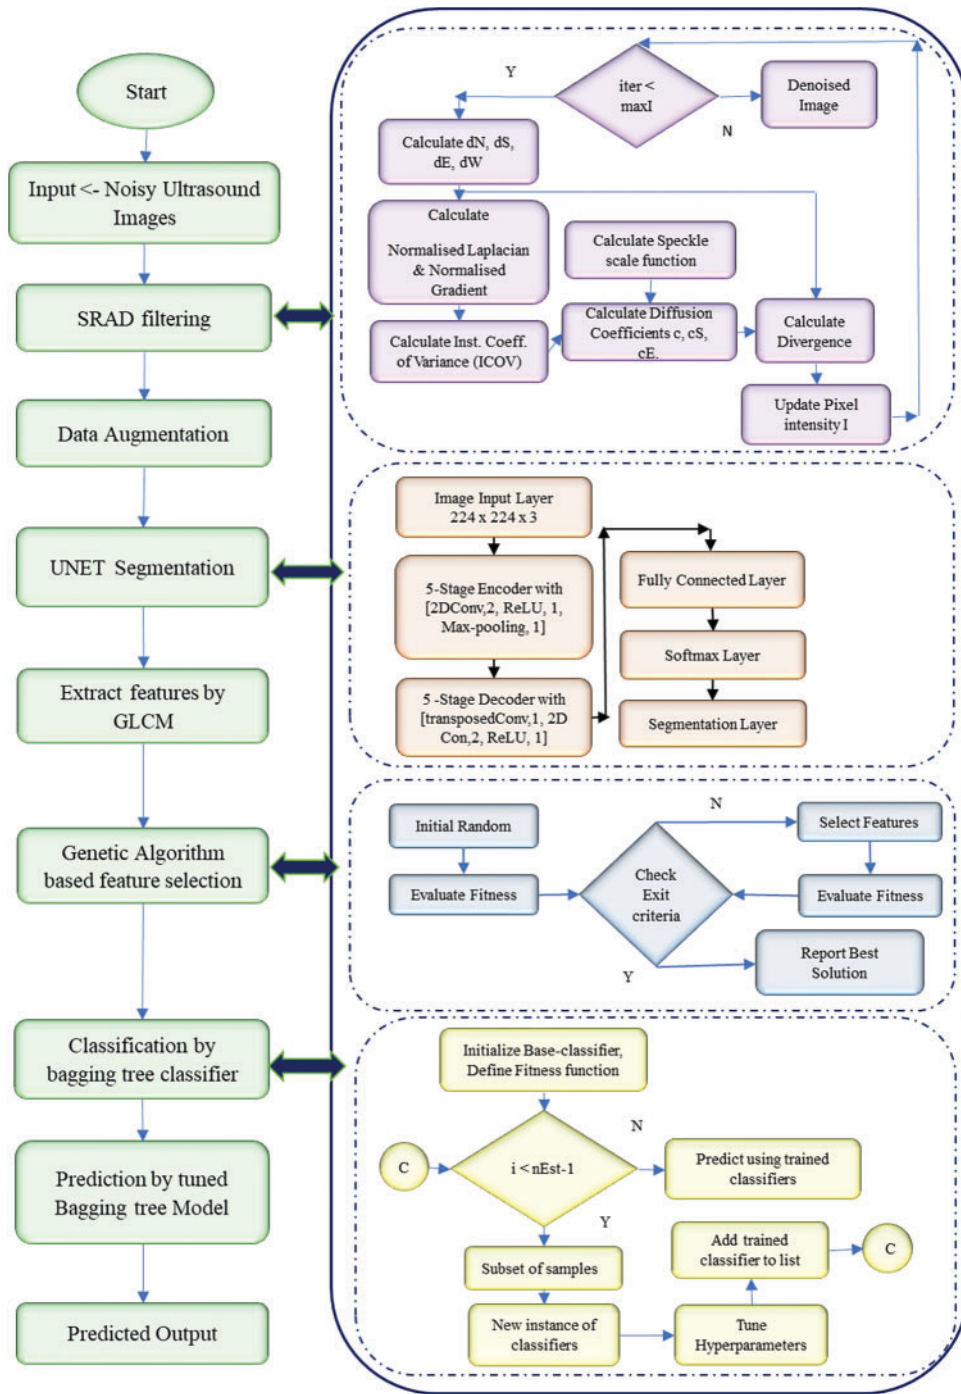 Start
Input <- Noisy Ultrasound
Images
SRAD filtering
Data Augmentation
UNET Segmentation
Extract features by
GLCM
Genetic Algorithm
based feature selection
Classification by
bagging tree classifier
Prediction by tuned
Bagging tree Model
Predicted Output
Y
iter <
maxI
N
Denoised
Image
Calculate dN, dS,
dE, dW
Calculate
Normalised Laplacian
& Normalised
Gradient
Calculate Speckle
scale function
Calculate Inst. Coeff.
of Variance (ICOV)
Calculate Diffusion
Coefficients c, cS,
cE.
Calculate
Divergence
Update Pixel
intensity I
Image Input Layer
224 x 224 x 3
5-Stage Encoder with
[2DConv,2, ReLU, 1,
Max-pooling, 1]
5 -Stage Decoder with
[transposedConv,1, 2D
Con,2, ReLU, 1]
Fully Connected Layer
Softmax Layer
Segmentation Layer
Initial Random
Evaluate Fitness
Check
Exit
criteria
N
Select Features
Evaluate Fitness
Y
Report Best
Solution
Initialize Base-classifier,
Define Fitness function
C
i < nEst-1
N
Predict using trained
classifiers
Y
Subset of samples
New instance of
classifiers
Tune
Hyperparameters
Add trained
classifier to list
C